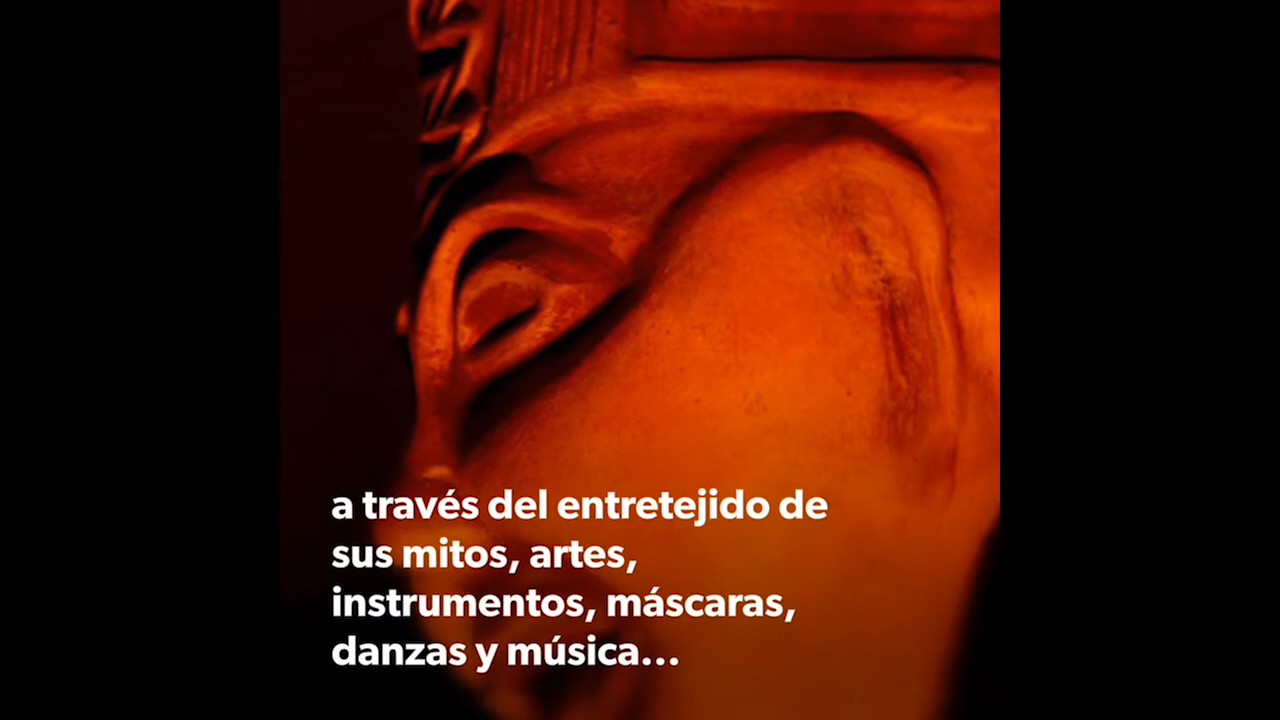 a través del entretejido de
sus mitos, artes,
instrumentos, máscaras,
danzas y música...